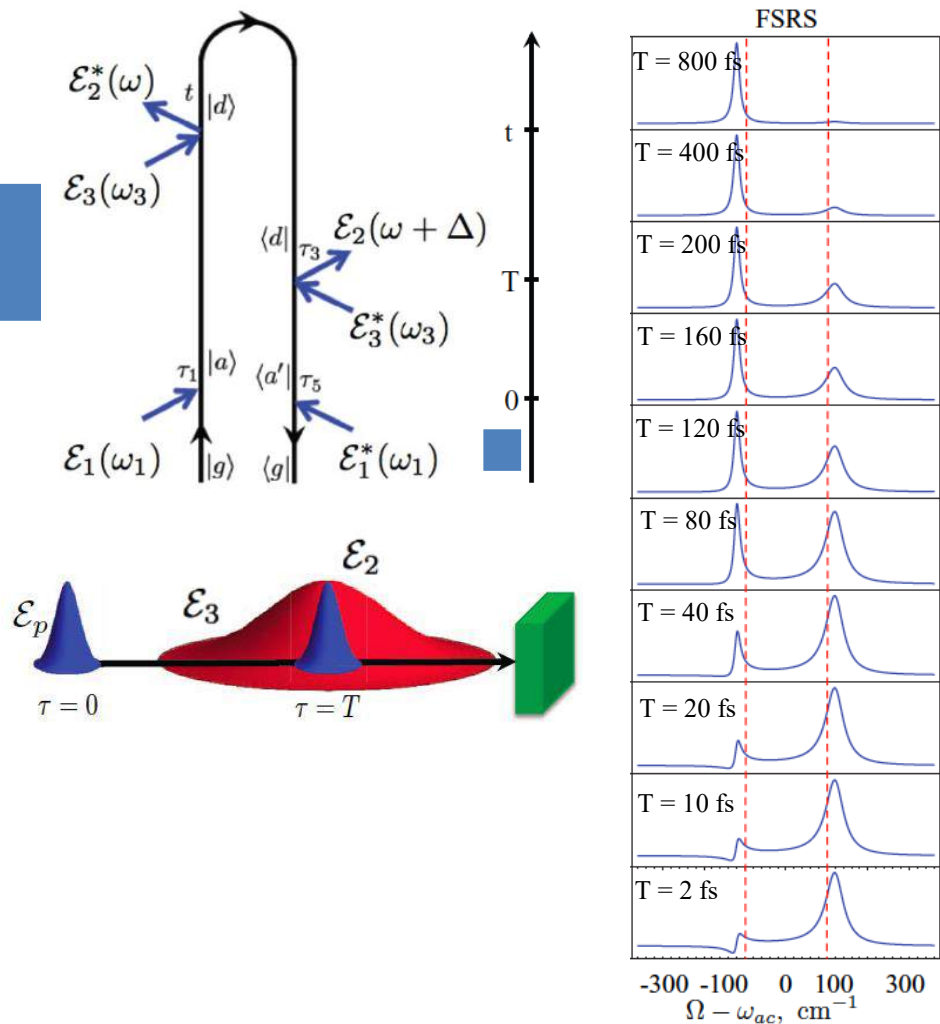 ℰ₂*(ω)
t
|d⟩
ℰ₃(ω₃)
⟨d|
τ₃
ℰ₂(ω + Δ)
ℰ₃*(ω₃)
τ₁
|a⟩
⟨a'|
τ₅
ℰ₁(ω₁)
|g⟩
⟨g|
ℰ₁*(ω₁)
t
T
0
ℰₚ
ℰ₃
ℰ₂
τ = 0
τ = T
FSRS
T = 800 fs
T = 400 fs
T = 200 fs
T = 160 fs
T = 120 fs
T = 80 fs
T = 40 fs
T = 20 fs
T = 10 fs
T = 2 fs
-300 -100 0 100 300
Ω − ω_ac, cm⁻¹